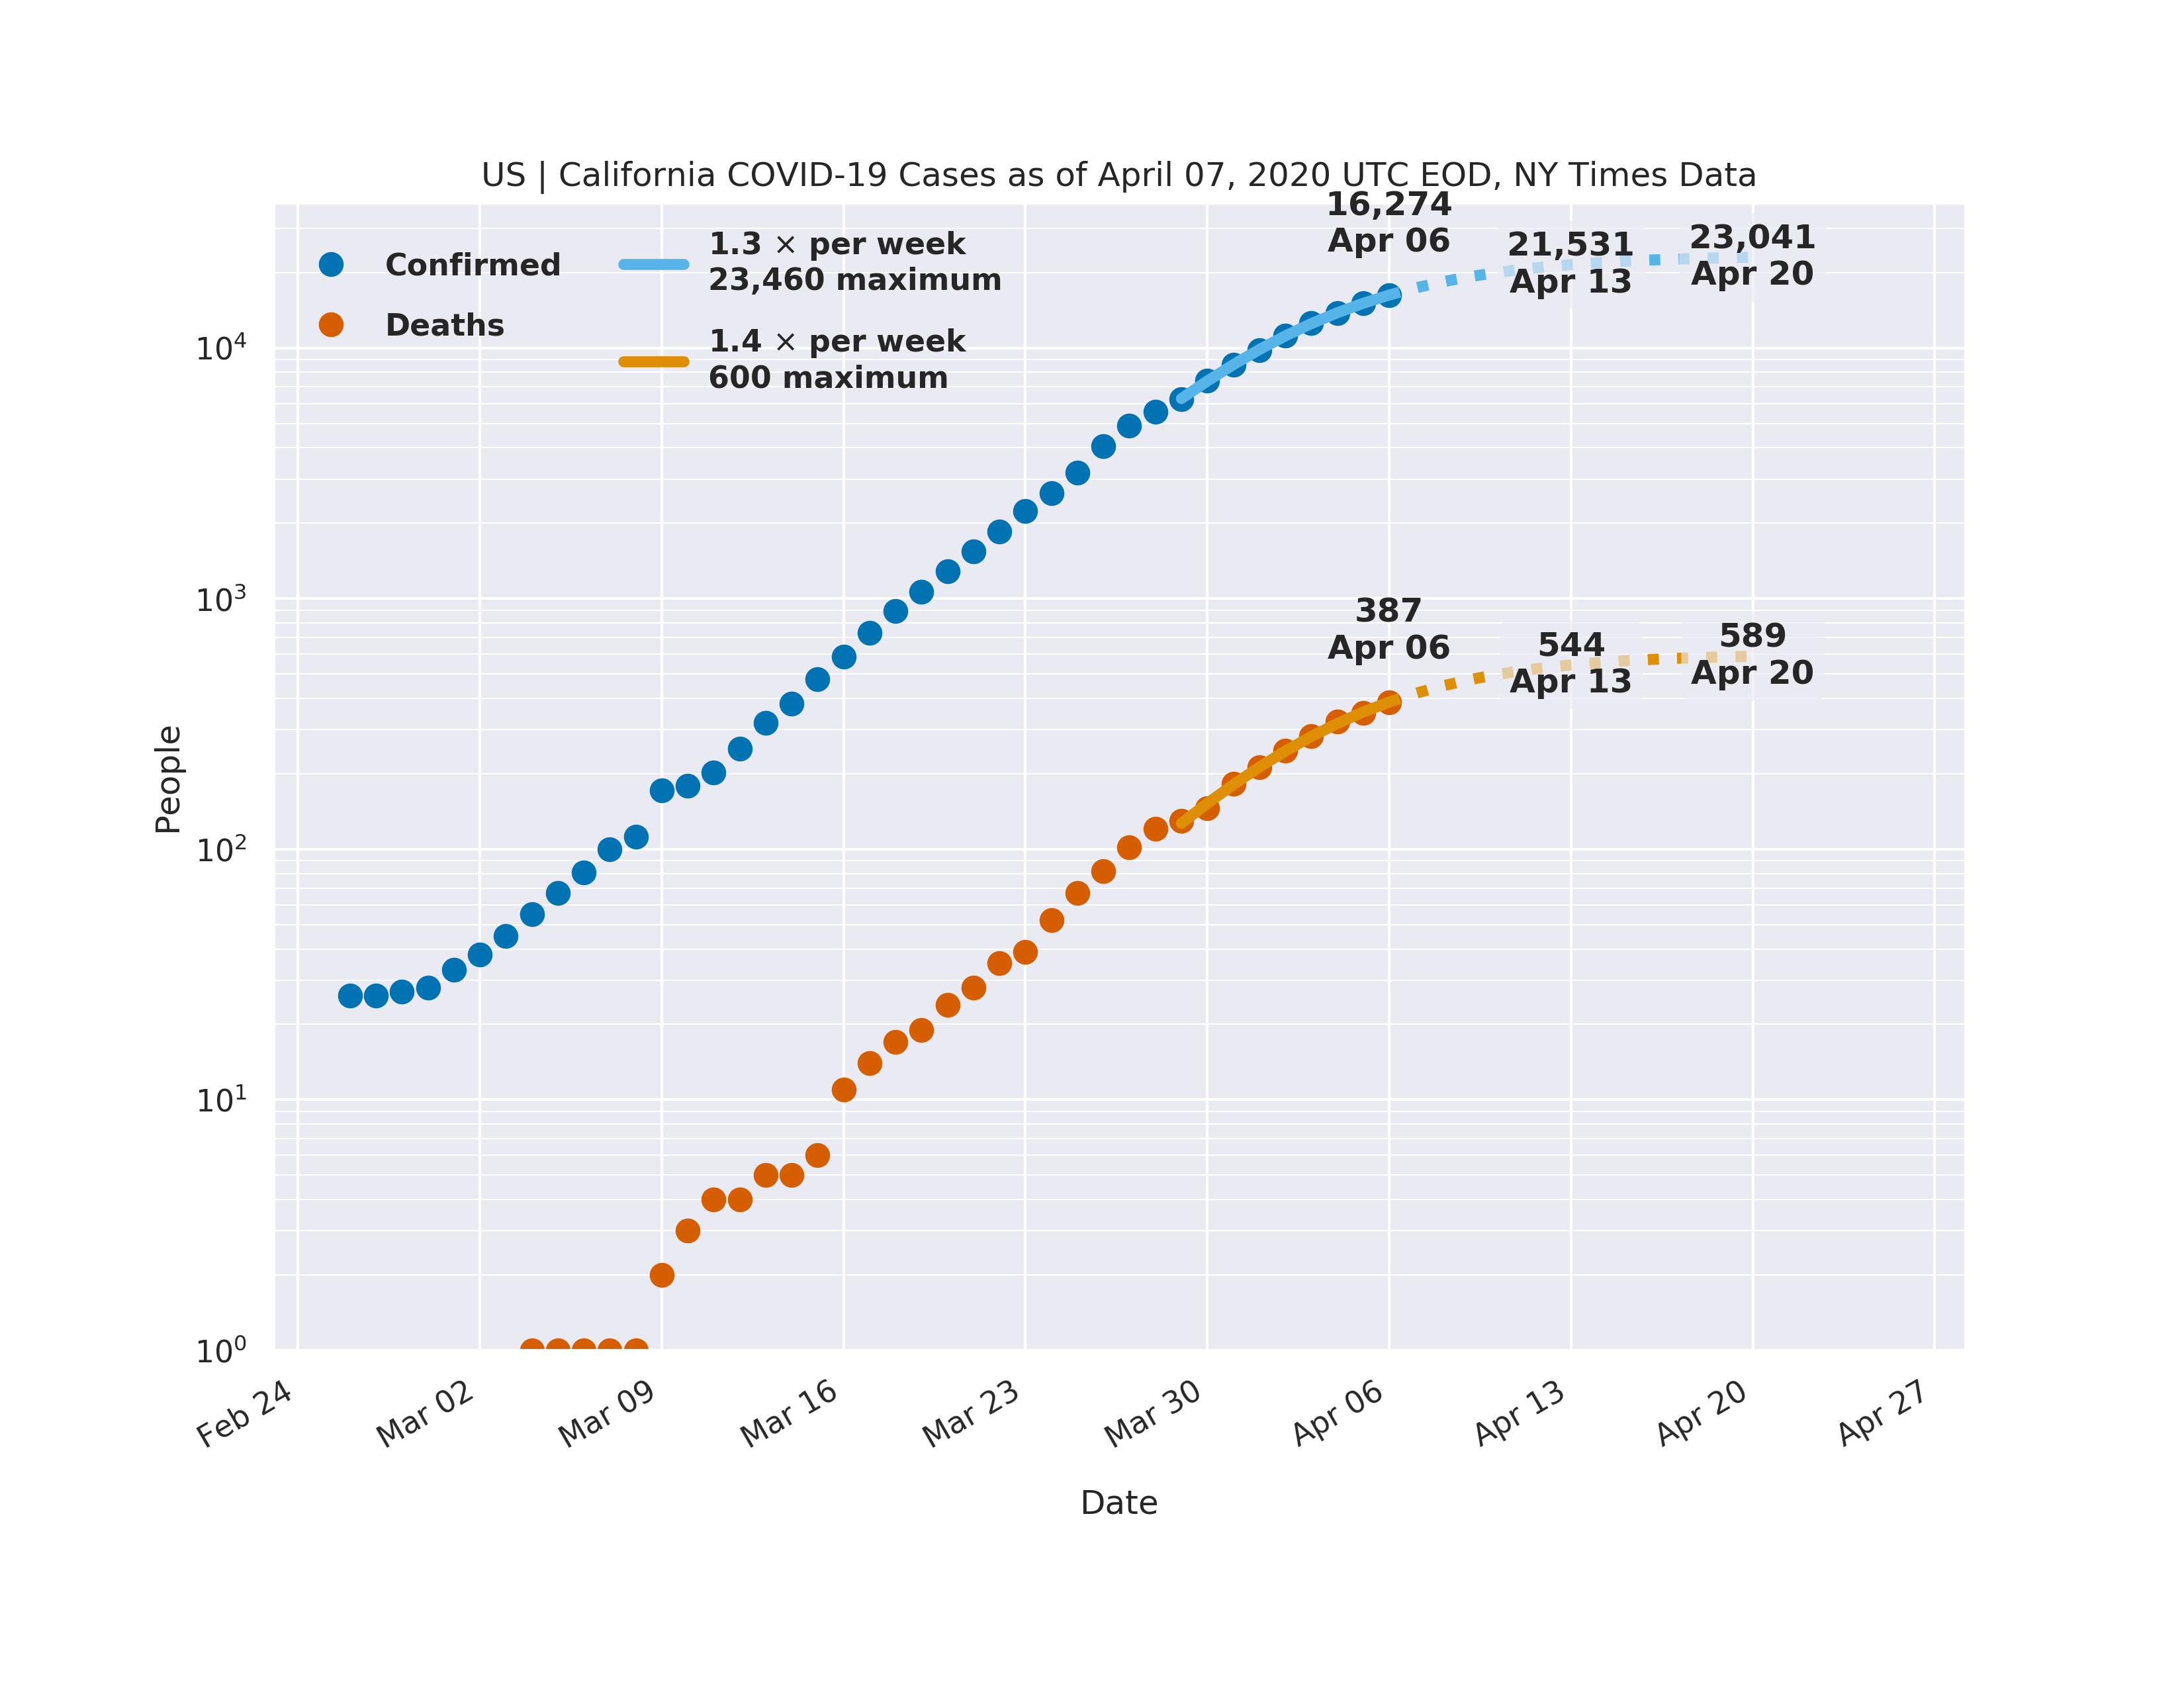 US | California COVID-19 Cases as of April 07, 2020 UTC EOD, NY Times Data
Confirmed
Deaths
1.3 × per week
23,460 maximum
1.4 × per week
600 maximum
16,274
Apr 06
21,531
Apr 13
23,041
Apr 20
387
Apr 06
544
Apr 13
589
Apr 20
People
10⁴
10³
10²
10¹
10⁰
Feb 24
Mar 02
Mar 09
Mar 16
Mar 23
Mar 30
Apr 06
Apr 13
Apr 20
Apr 27
Date